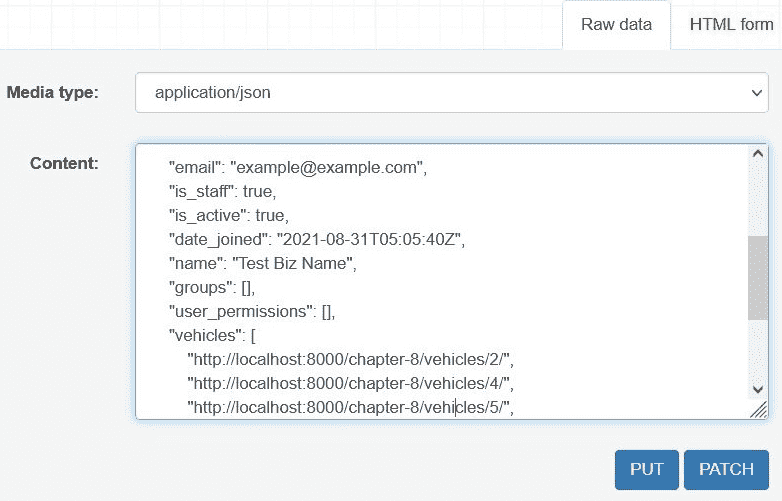 Raw data HTML form
Media type: application/json
Content:
"email": "example@example.com",
"is_staff": true,
"is_active": true,
"date_joined": "2021-08-31T05:05:40Z",
"name": "Test Biz Name",
"groups": [],
"user_permissions": [],
"vehicles": [
"http://localhost:8000/chapter-8/vehicles/2/",
"http://localhost:8000/chapter-8/vehicles/4/",
"http://localhost:8000/chapter-8/vehicles/5/",
PUT PATCH